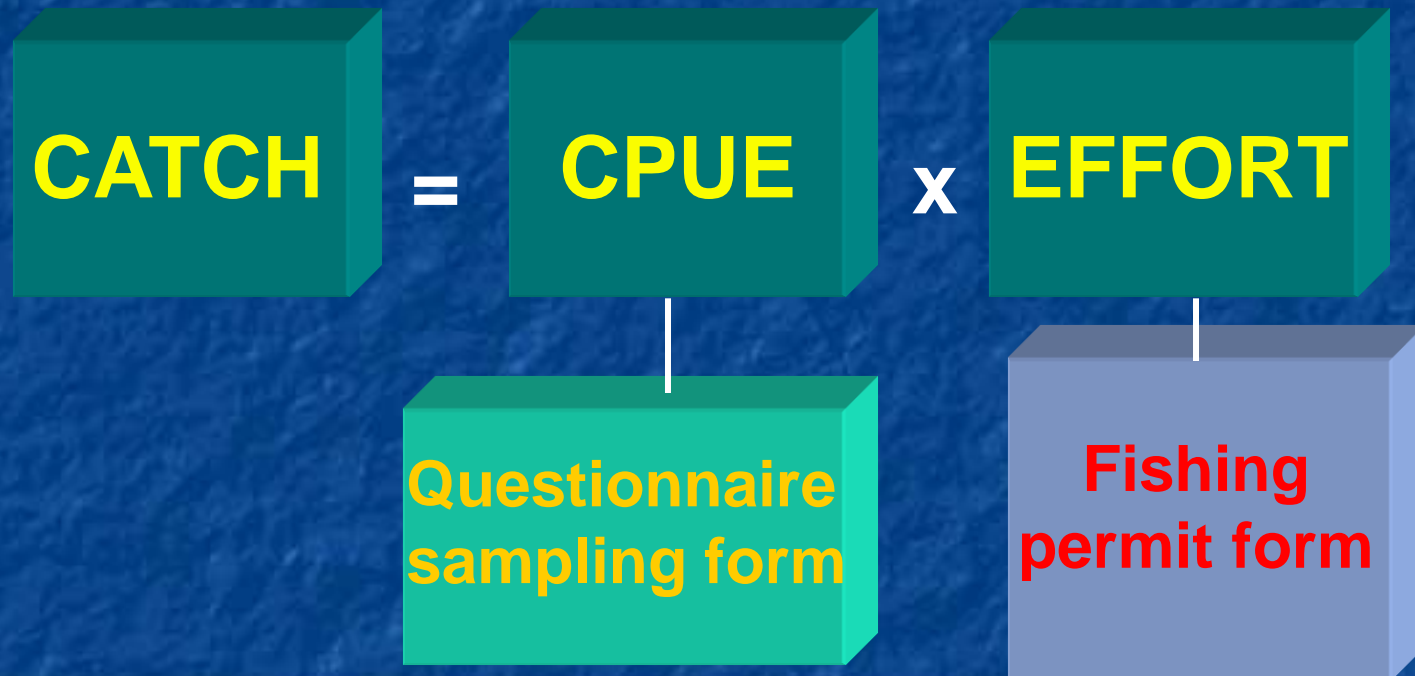 CATCH = CPUE x EFFORT
Questionnaire
sampling form
Fishing
permit form